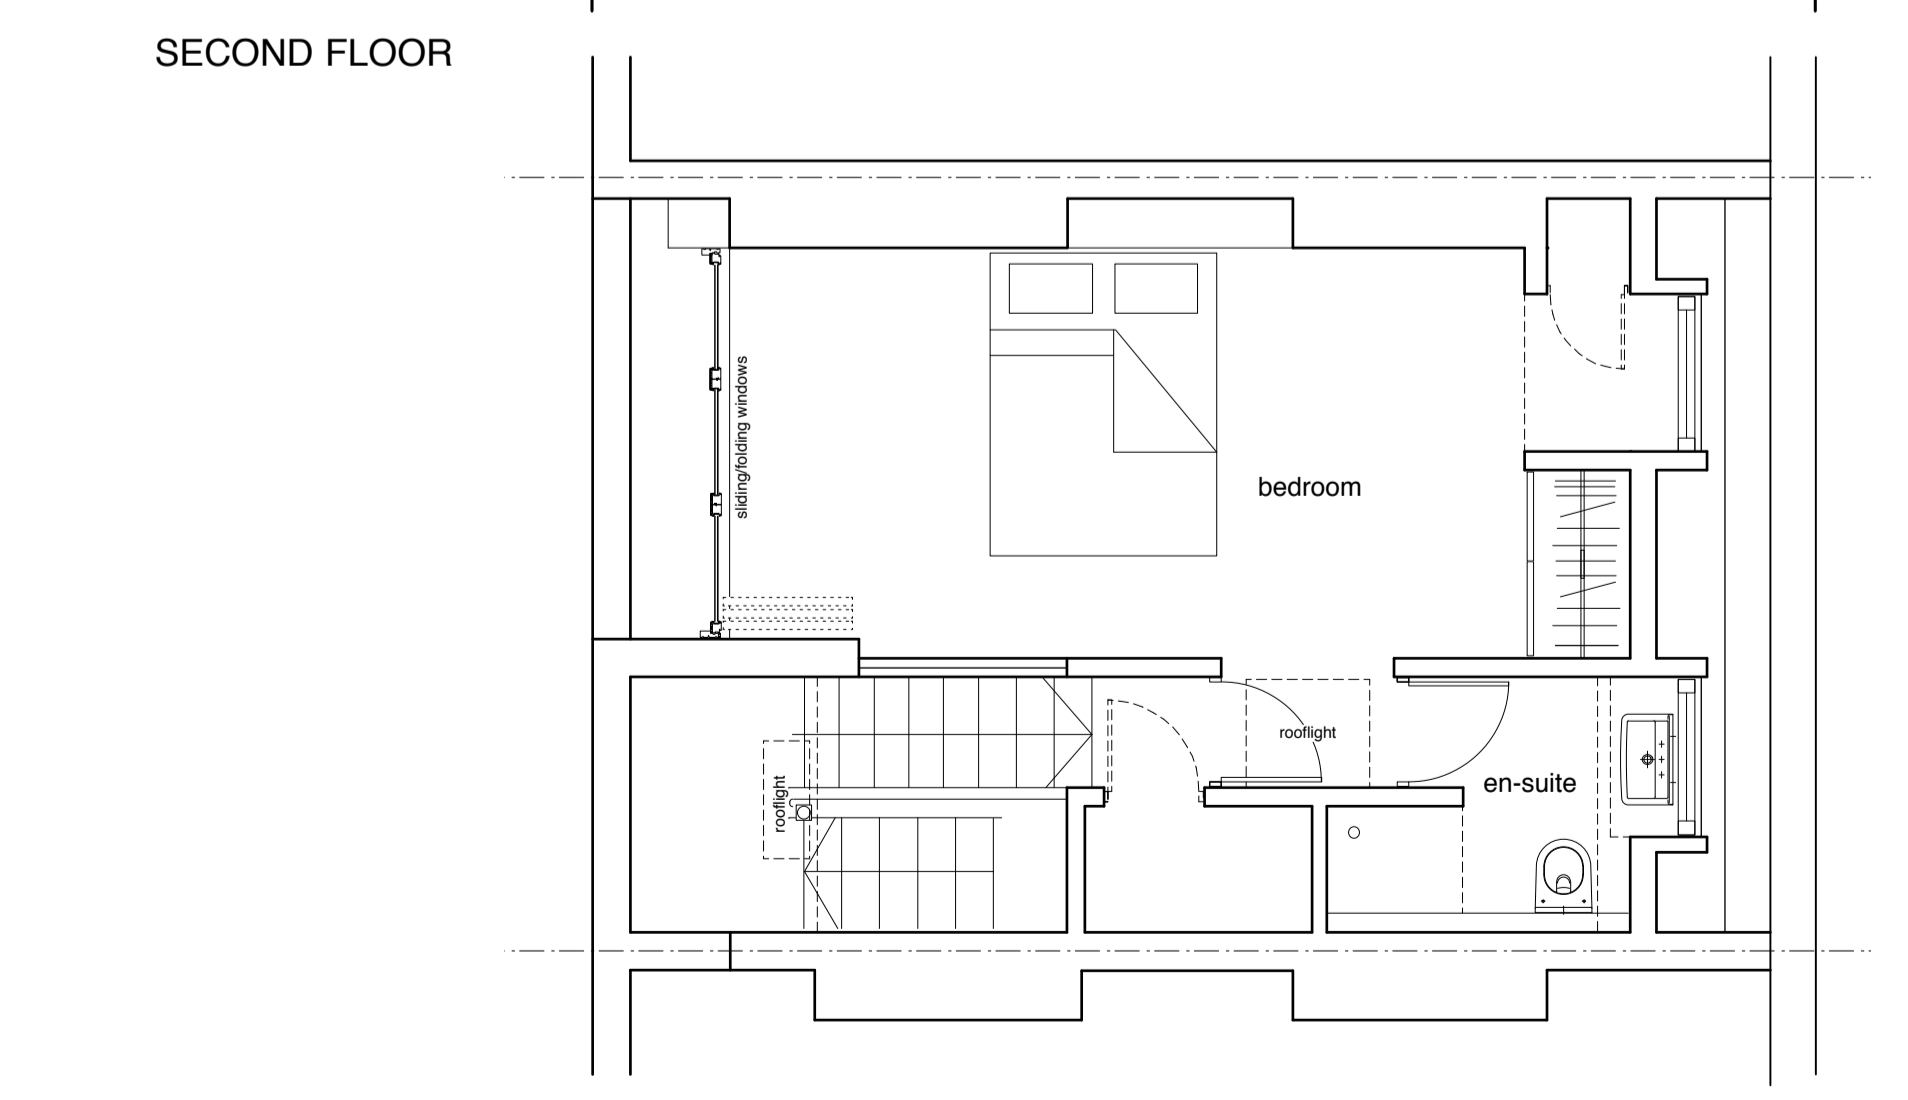 SECOND FLOOR
sliding/folding windows
bedroom
rooflight
rooflight
en-suite